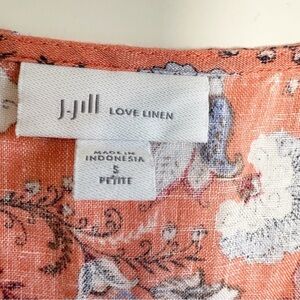 J.Jill LOVE LINEN
MADE IN
INDONESIA
S
PETITE